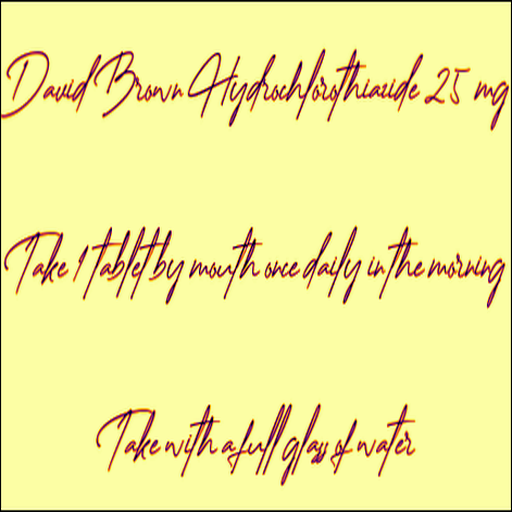 David Brown Hydrochlorothiazide 25 mg
Take 1 tablet by mouth once daily in the morning
Take with a full glass of water